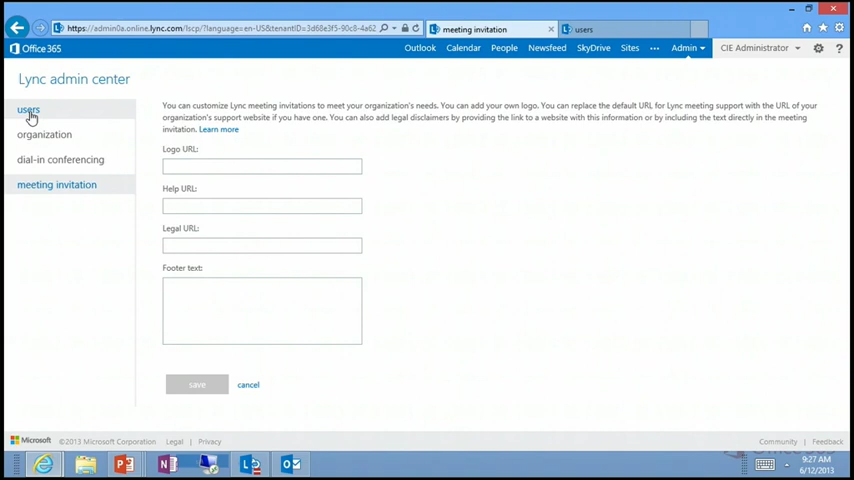 https://admin0a.online.lync.com/lscp/?language=en-US&tenantID=3d68e3f5-90c8-4a62
meeting invitation
users
Office 365
Outlook Calendar People Newsfeed SkyDrive Sites ... Admin CIE Administrator ?
Lync admin center
users
organization
dial-in conferencing
meeting invitation
You can customize Lync meeting invitations to meet your organization's needs. You can add your own logo. You can replace the default URL for Lync meeting support with the URL of your
organization's support website if you have one. You can also add legal disclaimers by providing the link to a website with this information or by including the text directly in the meeting
invitation. Learn more
Logo URL:
Help URL:
Legal URL:
Footer text:
save cancel
Microsoft ©2013 Microsoft Corporation Legal Privacy Community Feedback
Office 365
9:27 AM
6/12/2013